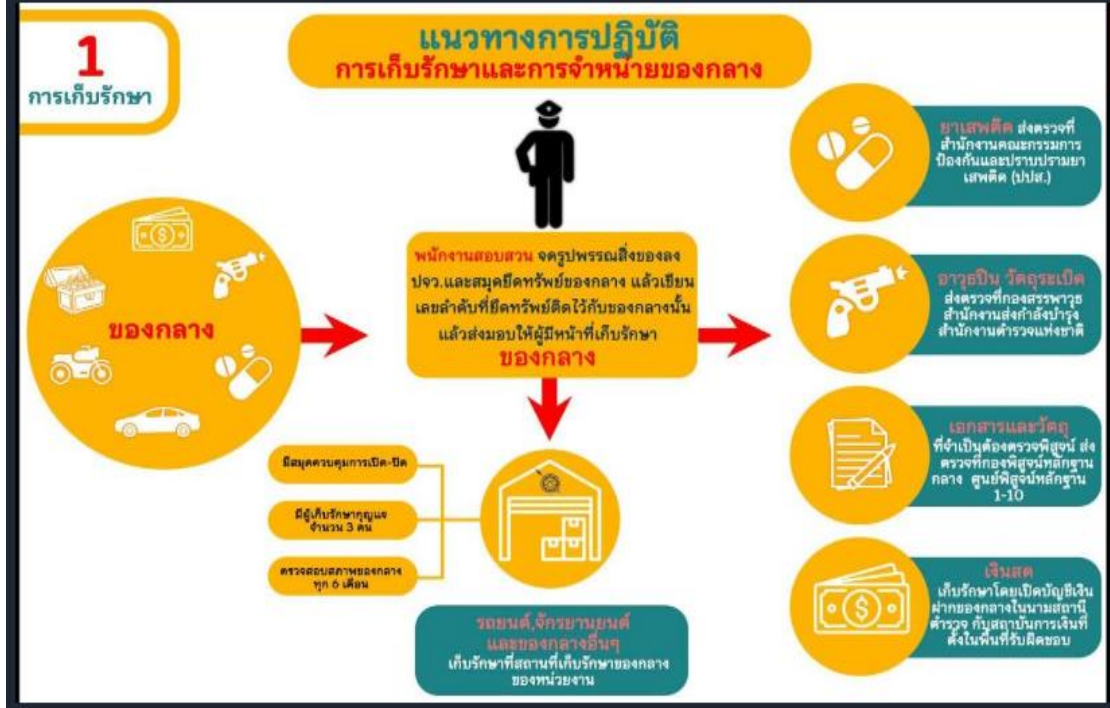 1
การเก็บรักษา
แนวทางการปฏิบัติ
การเก็บรักษาและการจำหน่ายของกลาง
ของกลาง
พนักงานสอบสวน จดรูปพรรณสิ่งของลง
ปจว.และสมุดยึดทรัพย์ของกลาง แล้วเขียน
เลขลำดับที่ยึดทรัพย์ติดไว้กับของกลางนั้น
แล้วส่งมอบให้ผู้มีหน้าที่เก็บรักษา
ของกลาง
มีสมุดควบคุมการเปิด-ปิด
มีผู้เก็บรักษากุญแจ
จำนวน 3 คน
ตรวจสอบสภาพของกลาง
ทุก 6 เดือน
รถยนต์,จักรยานยนต์
และของกลางอื่นๆ
เก็บรักษาที่สถานที่เก็บรักษาของกลาง
ของหน่วยงาน
ยาเสพติด ส่งตรวจที่
สำนักงานคณะกรรมการ
ป้องกันและปราบปรามยา
เสพติด (ปปส.)
อาวุธปืน วัตถุระเบิด
ส่งตรวจที่กองสรรพาวุธ
สำนักงานส่งกำลังบำรุง
สำนักงานตำรวจแห่งชาติ
เอกสารและวัตถุ
ที่จำเป็นต้องตรวจพิสูจน์ ส่ง
ตรวจที่กองพิสูจน์หลักฐาน
กลาง ศูนย์พิสูจน์หลักฐาน
1-10
เงินสด
เก็บรักษาโดยเปิดบัญชีเงิน
ฝากของกลางในนามสถานี
ตำรวจ กับสถาบันการเงินที่
ตั้งในพื้นที่รับผิดชอบ